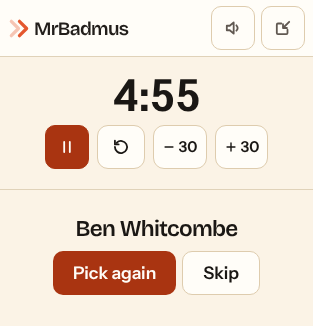 MrBadmus
4:55
− 30
+ 30
Ben Whitcombe
Pick again
Skip